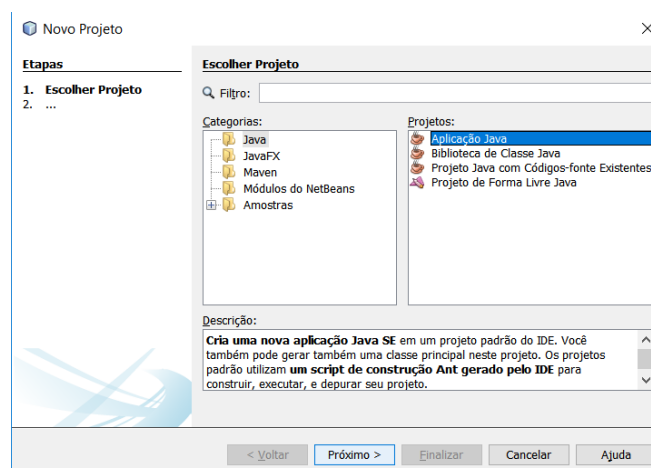 Novo Projeto
Etapas
1. Escolher Projeto
2. ...
Escolher Projeto
Filtro:
Categorias:
Java
JavaFX
Maven
Módulos do NetBeans
Amostras
Projetos:
Aplicação Java
Biblioteca de Classe Java
Projeto Java com Códigos-fonte Existentes
Projeto de Forma Livre Java
Descrição:
Cria uma nova aplicação Java SE em um projeto padrão do IDE. Você
também pode gerar também uma classe principal neste projeto. Os projetos
padrão utilizam um script de construção Ant gerado pelo IDE para
construir, executar, e depurar seu projeto.
< Voltar
Próximo >
Finalizar
Cancelar
Ajuda